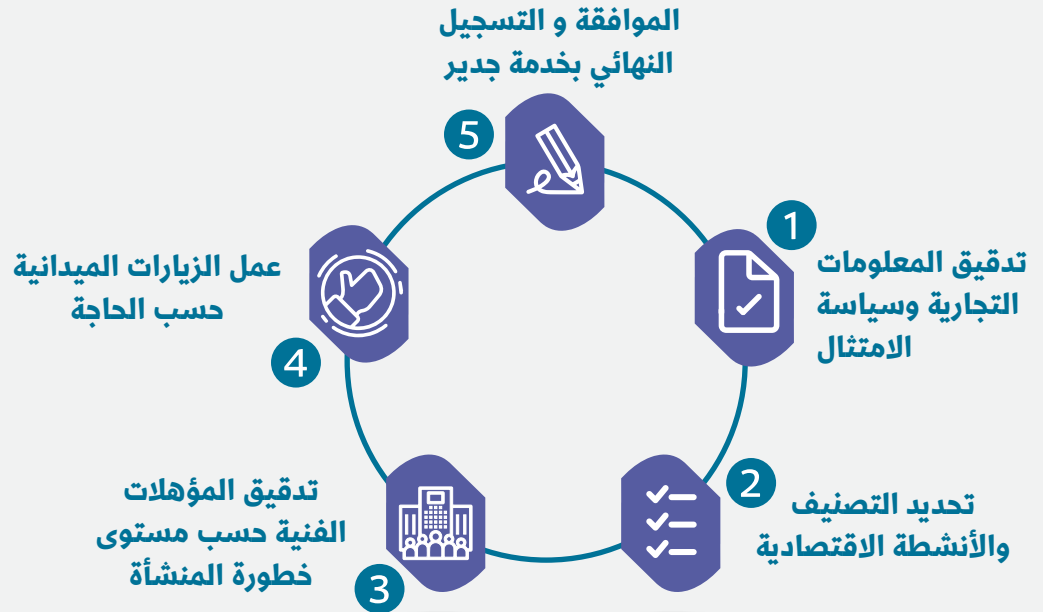 الموافقة و التسجيل
النهائي بخدمة جدير
5
1
تدقيق المعلومات
التجارية وسياسة
الامتثال
2
تحديد التصنيف
والأنشطة الاقتصادية
تدقيق المؤهلات
الفنية حسب مستوى
خطورة المنشأة
3
عمل الزيارات الميدانية
حسب الحاجة
4